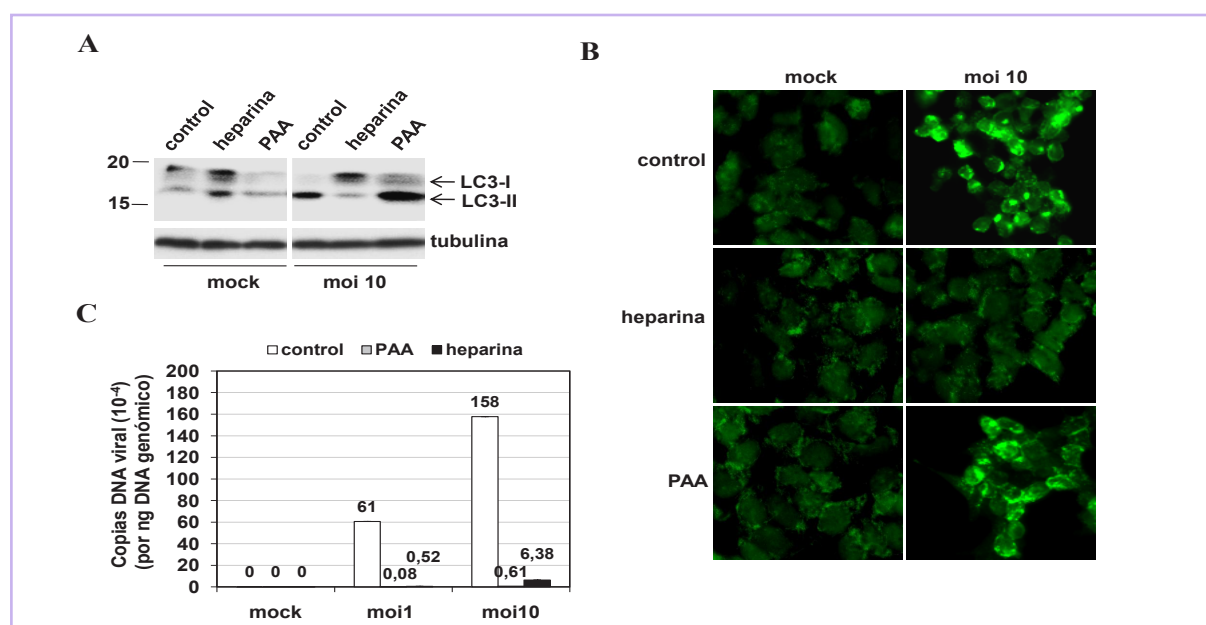 A
control heparina PAA control heparina PAA
20
15
LC3-I
LC3-II
tubulina
mock moi 10
B
mock moi 10
control
heparina
PAA
C
control PAA heparina
Copias DNA viral (10⁻⁴)
(por ng DNA genómico)
200
180
160
140
120
100
80
60
40
20
0
0 0 0
61
0,08
0,52
158
0,61
6,38
mock moi1 moi10